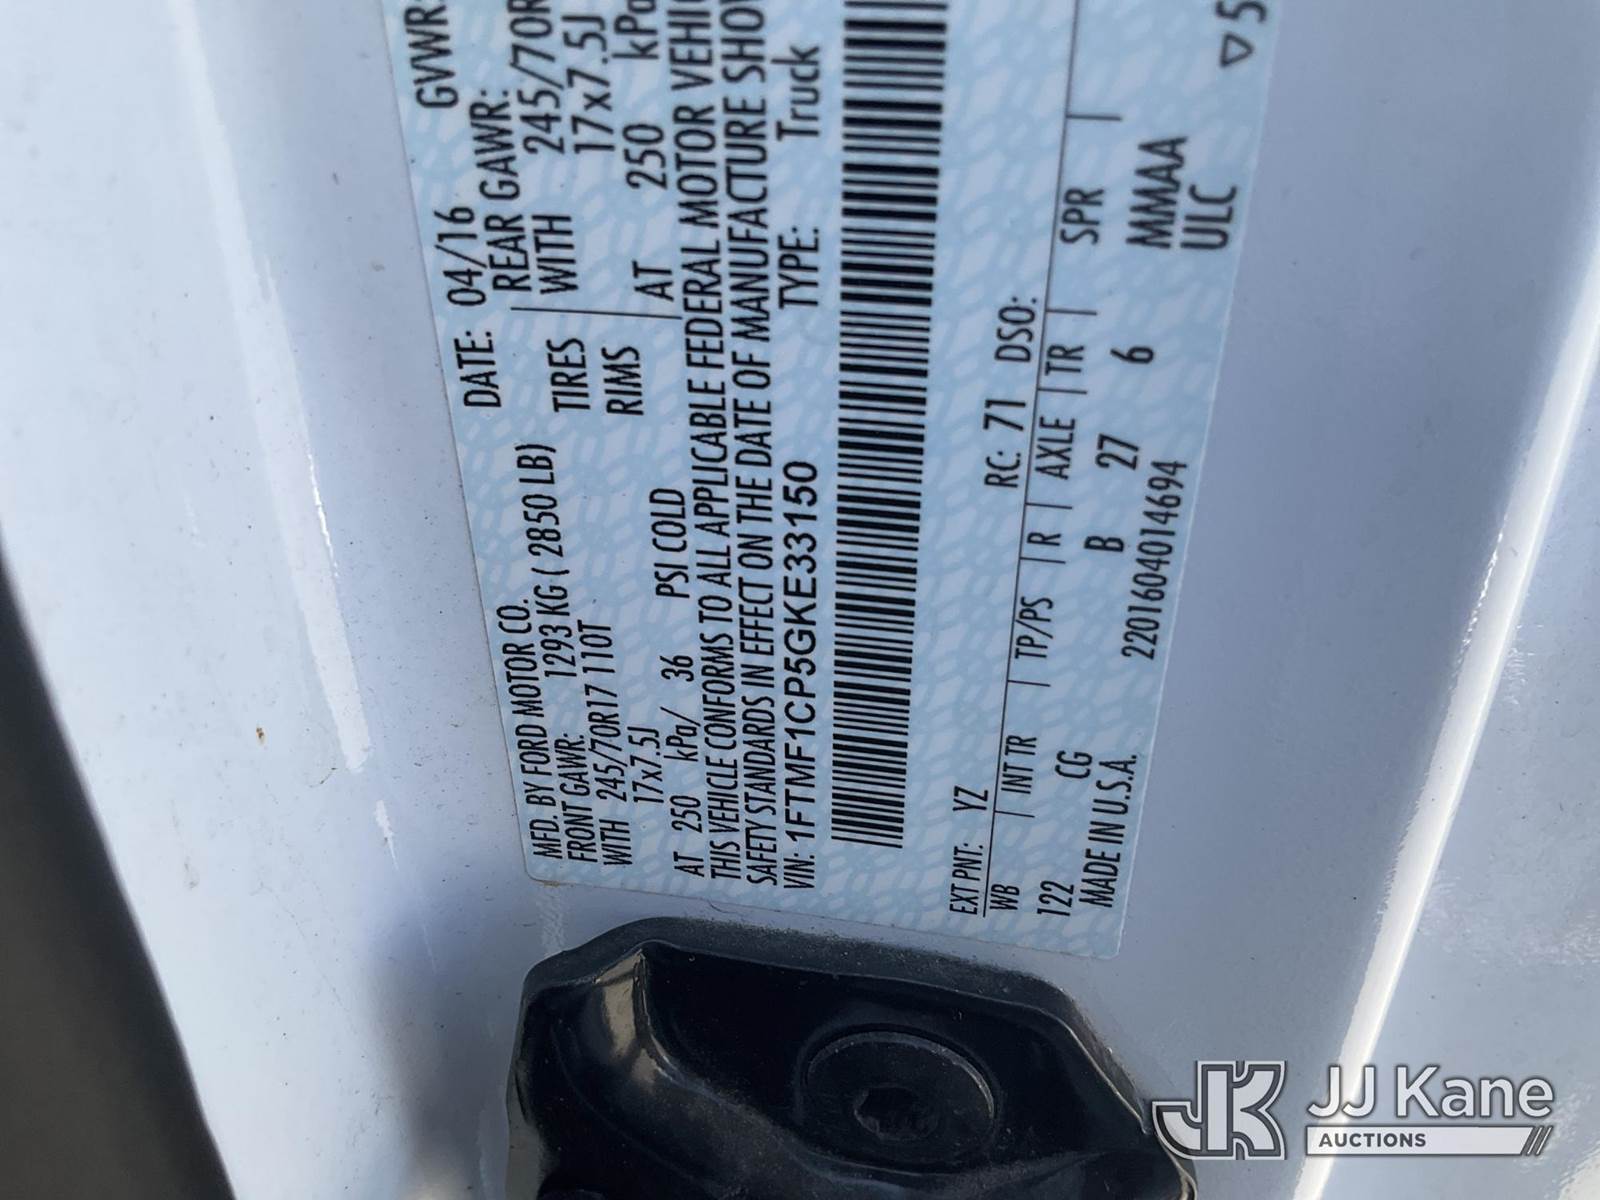 MFD. BY FORD MOTOR CO.
DATE: 04/16 GVWR:
FRONT GAWR: 1293 KG ( 2850 LB)
REAR GAWR:
WITH 245/70R17 110T
TIRES WITH 245/70R
17x7.5J RIMS 17x7.5J
AT 250 kPa/ 36 PSI COLD
AT 250 kPa
THIS VEHICLE CONFORMS TO ALL APPLICABLE FEDERAL MOTOR VEHIC
SAFETY STANDARDS IN EFFECT ON THE DATE OF MANUFACTURE SHOW
VIN: 1FTMF1CP5GKE33150 TYPE: Truck
EXT PNT: YZ RC: 71 DSO:
WB | INT TR | TP/PS | R | AXLE | TR | SPR |
122 CG B 27 6 MMAA
MADE IN U.S.A. 2201604014694 ULC
▽5
JK JJ Kane
AUCTIONS